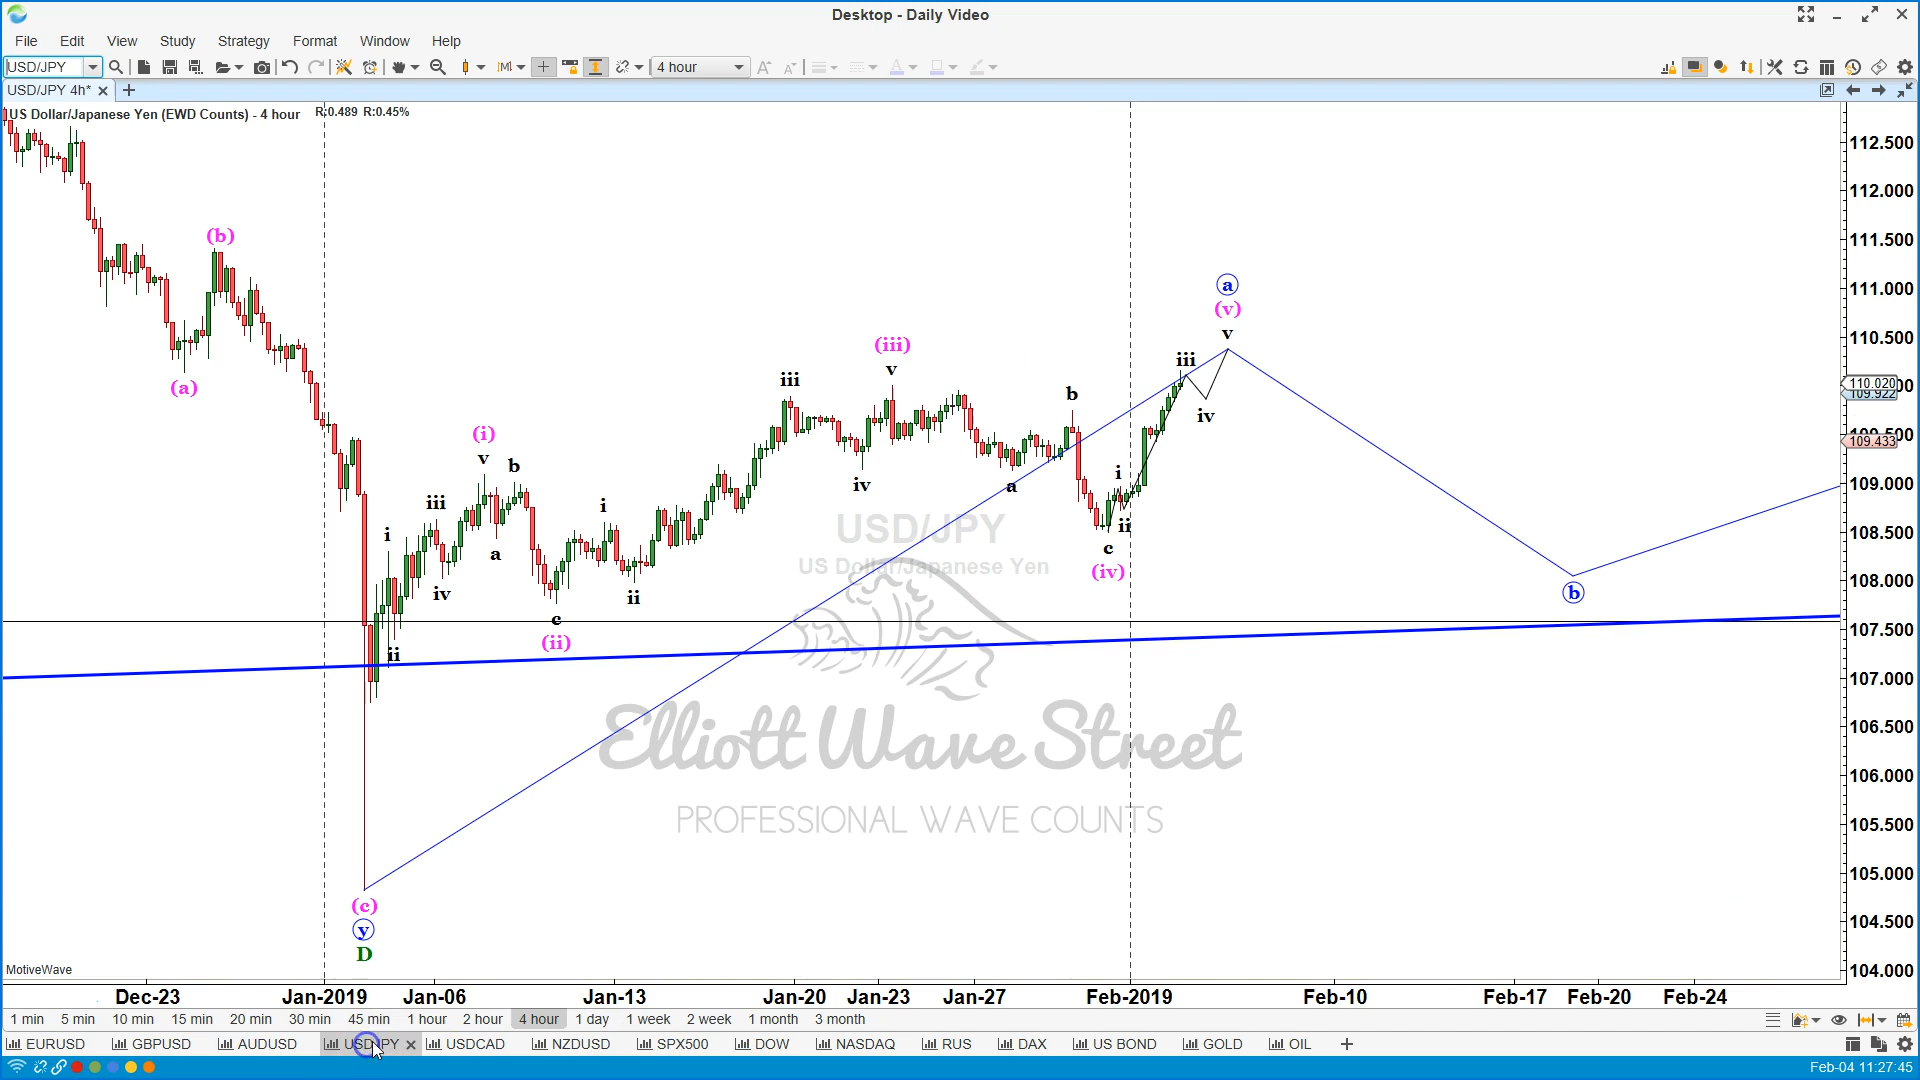 Desktop - Daily Video
File Edit View Study Strategy Format Window Help
USD/JPY 4 hour
USD/JPY 4h*
US Dollar/Japanese Yen (EWD Counts) - 4 hour R:0.489 R:0.45%
112.500
112.000
111.500
111.000
110.500
110.020
109.922
109.433
109.000
108.500
108.000
107.500
107.000
106.500
106.000
105.500
105.000
104.500
104.000
(b)
(a)
(c)
y
D
i
ii
iii
iv
(i)
v
a
b
c
(ii)
i
ii
iii
iv
(iii)
v
a
b
c
(iv)
i
ii
iii
iv
a
(v)
v
b
USD/JPY
US Dollar/Japanese Yen
Elliott Wave Street
PROFESSIONAL WAVE COUNTS
MotiveWave
Dec-23 Jan-2019 Jan-06 Jan-13 Jan-20 Jan-23 Jan-27 Feb-2019 Feb-10 Feb-17 Feb-20 Feb-24
1 min 5 min 10 min 15 min 20 min 30 min 45 min 1 hour 2 hour 4 hour 1 day 1 week 2 week 1 month 3 month
EURUSD GBPUSD AUDUSD USDJPY USDCAD NZDUSD SPX500 DOW NASDAQ RUS DAX US BOND GOLD OIL
Feb-04 11:27:45